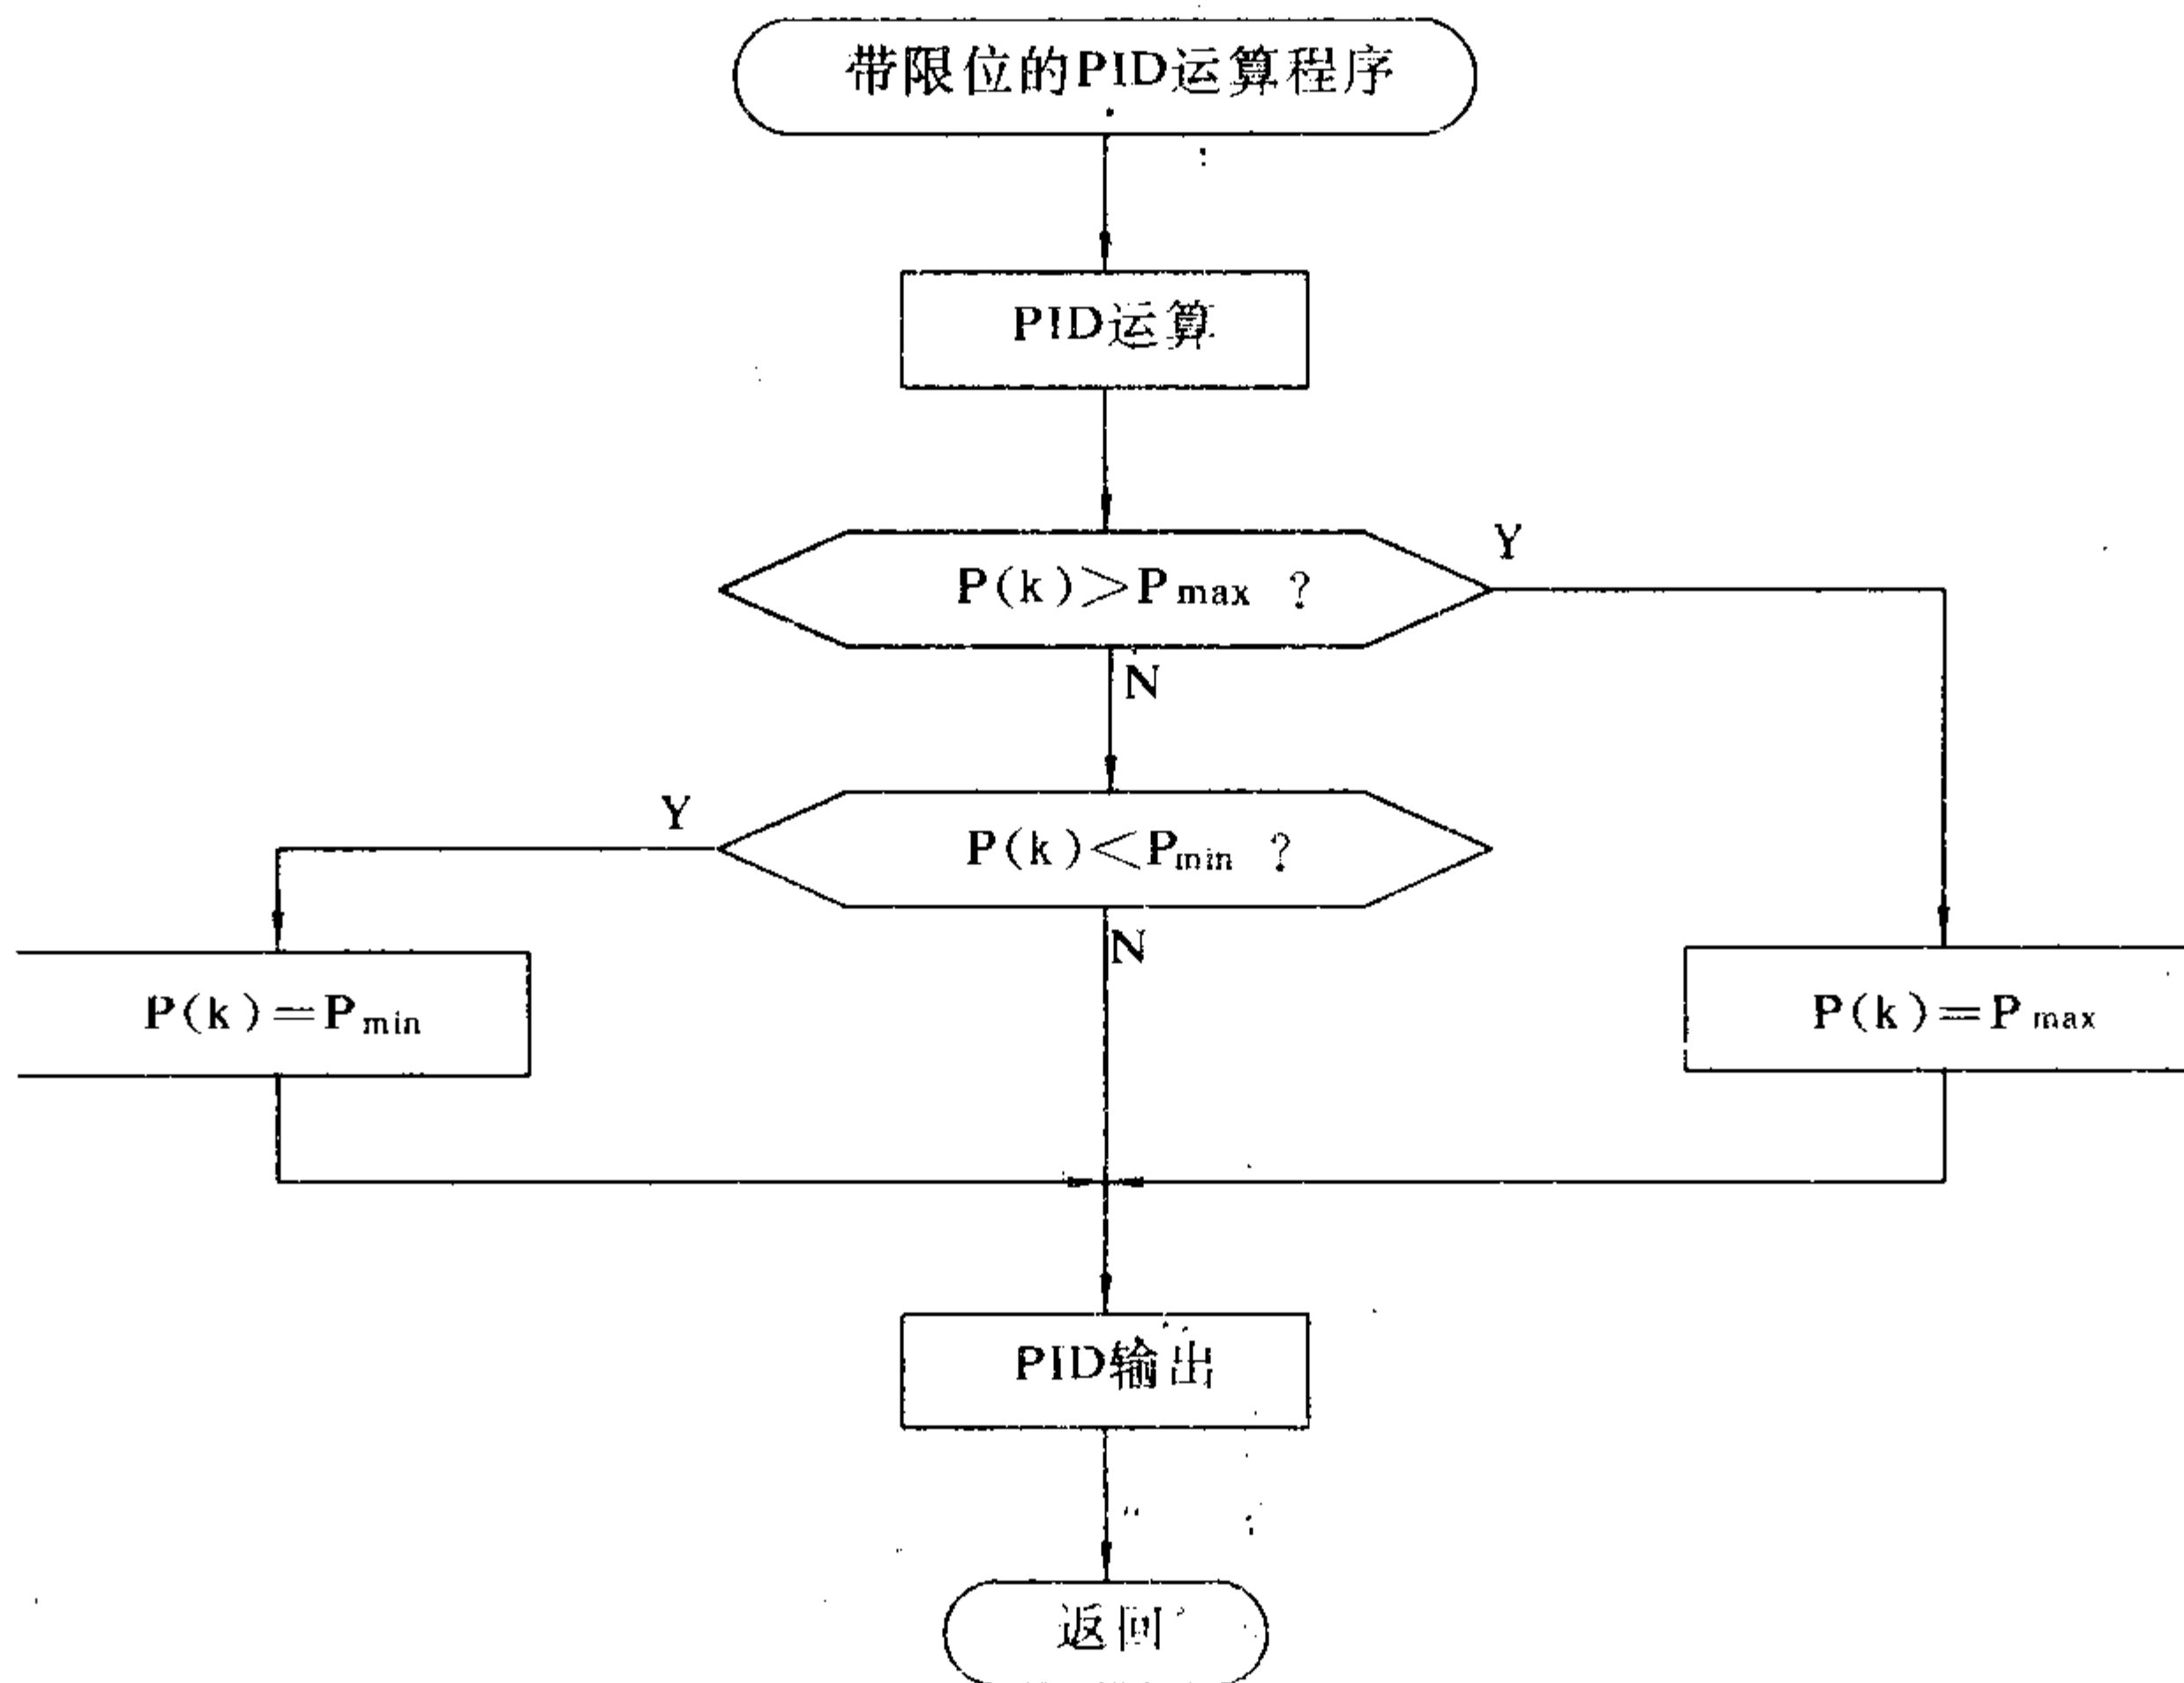 带限位的PID运算程序
PID运算
P(k)>Pmax ?
Y
N
Y
P(k)<Pmin ?
N
P(k)=Pmin
P(k)=Pmax
PID输出
返回